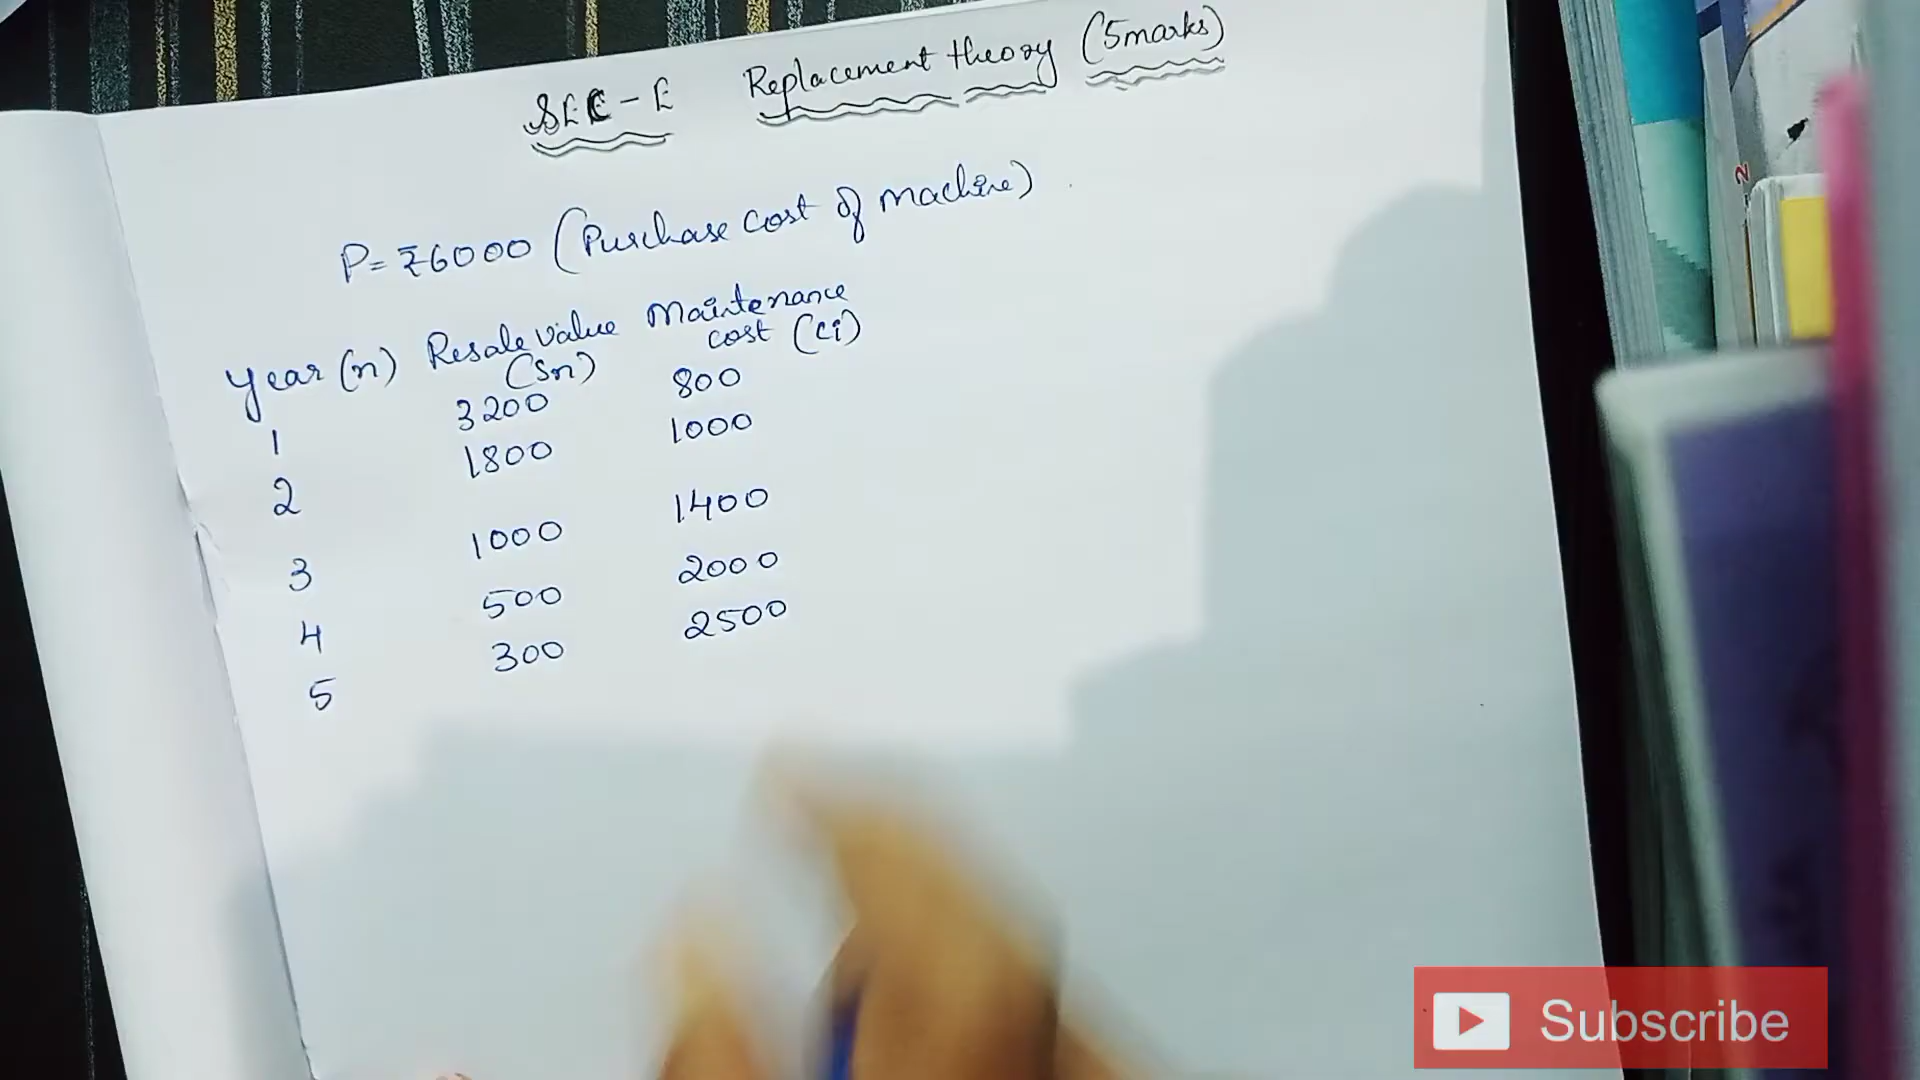 SEC-E Replacement theory (5marks)
P=₹6000 (Purchase cost of machine)
Year (n) Resale value (Sn) Maintenance cost (Ci)
1 3200 800
2 1800 1000
3 1000 1400
4 500 2000
5 300 2500
2
Subscribe